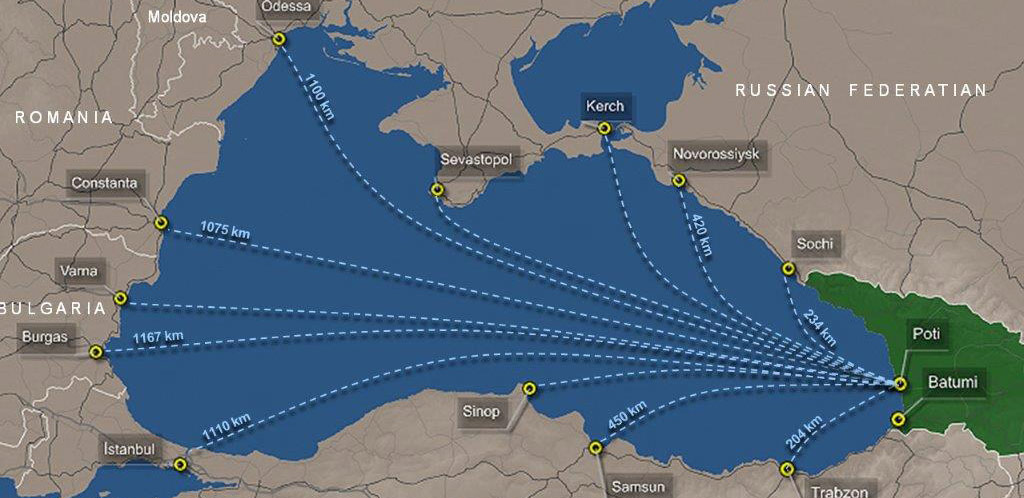 Odessa
Moldova
1100 km
RUSSIAN FEDERATIAN
Kerch
ROMANIA
Sevastopol
Novorossiysk
Constanta
1075 km
420 km
Sochi
Varna
BULGARIA
234 km
Burgas
1167 km
Poti
Batumi
Sinop
450 km
1110 km
204 km
İstanbul
Samsun
Trabzon